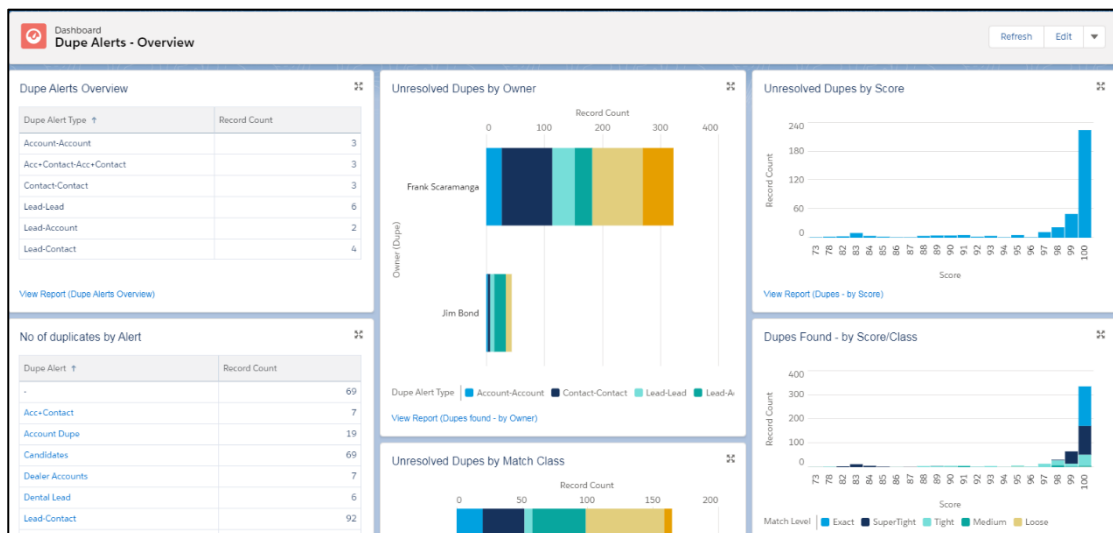 Dashboard
Dupe Alerts - Overview
Refresh
Edit
Dupe Alerts Overview
Dupe Alert Type ↑ Record Count
Account-Account 3
Acc+Contact-Acc+Contact 3
Contact-Contact 3
Lead-Lead 6
Lead-Account 2
Lead-Contact 4
View Report (Dupe Alerts Overview)
No of duplicates by Alert
Dupe Alert ↑ Record Count
- 69
Acc+Contact 7
Account Dupe 19
Candidates 69
Dealer Accounts 7
Dental Lead 6
Lead-Contact 92
Unresolved Dupes by Owner
Record Count
0 100 200 300 400
Owner (Dupe)
Frank Scaramanga
Jim Bond
Dupe Alert Type Account-Account Contact-Contact Lead-Lead Lead-A
View Report (Dupes found - by Owner)
Unresolved Dupes by Match Class
Record Count
0 50 100 150 200
Unresolved Dupes by Score
Record Count
240
180
120
60
0
73 78 82 83 84 85 86 87 88 89 90 91 92 93 94 95 96 97 98 99 100
Score
View Report (Dupes - by Score)
Dupes Found - by Score/Class
Record Count
400
300
200
100
0
73 78 82 83 84 85 86 87 88 89 90 91 92 93 94 95 96 97 98 99 100
Score
Match Level Exact SuperTight Tight Medium Loose